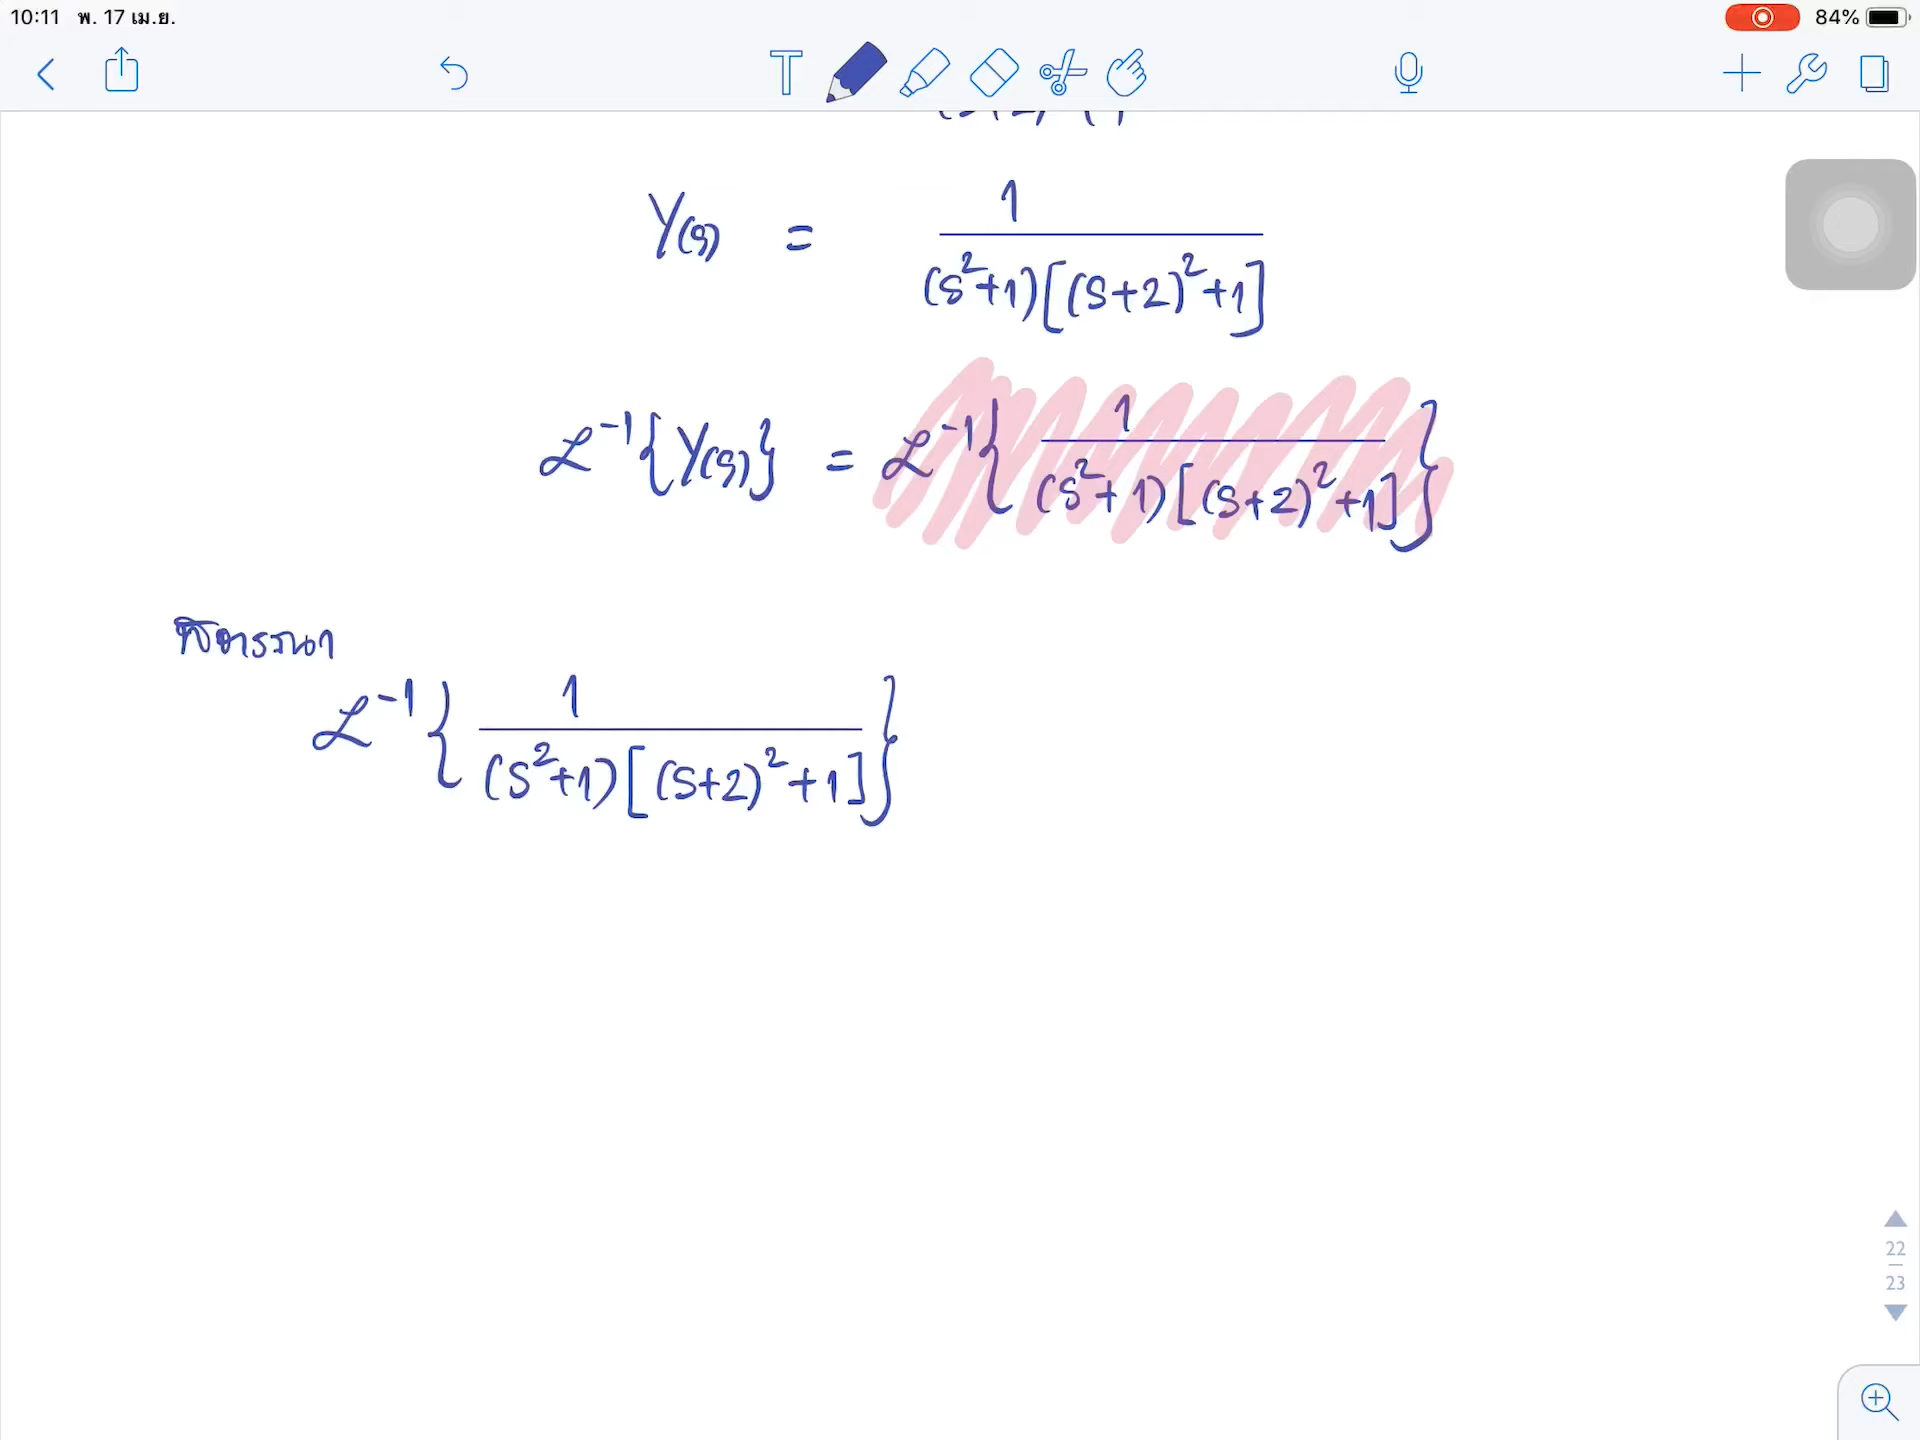 10:11 พ. 17 เม.ย. 84%
T
Y(s) = 1 / (s²+1)[(s+2)²+1]
ℒ⁻¹{Y(s)} = ℒ⁻¹{ 1 / (s²+1)[(s+2)²+1] }
พิจารณา
ℒ⁻¹{ 1 / (s²+1)[(s+2)²+1] }
22
23